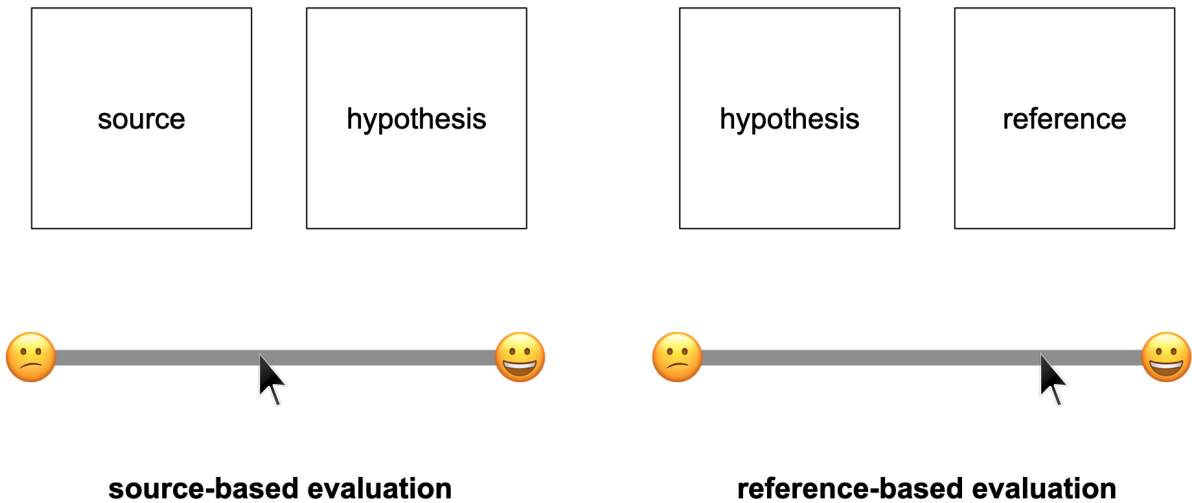 source
hypothesis
hypothesis
reference
source-based evaluation
reference-based evaluation